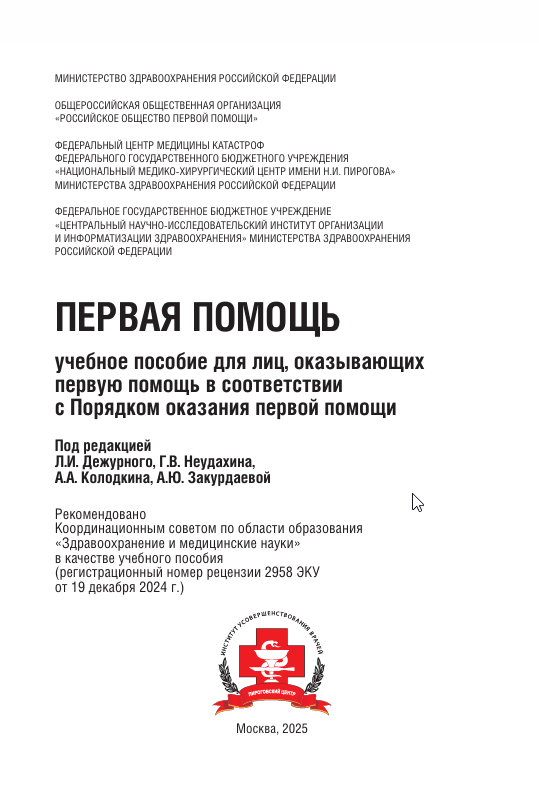 МИНИСТЕРСТВО ЗДРАВООХРАНЕНИЯ РОССИЙСКОЙ ФЕДЕРАЦИИ
ОБЩЕРОССИЙСКАЯ ОБЩЕСТВЕННАЯ ОРГАНИЗАЦИЯ
«РОССИЙСКОЕ ОБЩЕСТВО ПЕРВОЙ ПОМОЩИ»
ФЕДЕРАЛЬНЫЙ ЦЕНТР МЕДИЦИНЫ КАТАСТРОФ
ФЕДЕРАЛЬНОГО ГОСУДАРСТВЕННОГО БЮДЖЕТНОГО УЧРЕЖДЕНИЯ
«НАЦИОНАЛЬНЫЙ МЕДИКО-ХИРУРГИЧЕСКИЙ ЦЕНТР ИМЕНИ Н.И. ПИРОГОВА»
МИНИСТЕРСТВА ЗДРАВООХРАНЕНИЯ РОССИЙСКОЙ ФЕДЕРАЦИИ
ФЕДЕРАЛЬНОЕ ГОСУДАРСТВЕННОЕ БЮДЖЕТНОЕ УЧРЕЖДЕНИЕ
«ЦЕНТРАЛЬНЫЙ НАУЧНО-ИССЛЕДОВАТЕЛЬСКИЙ ИНСТИТУТ ОРГАНИЗАЦИИ
И ИНФОРМАТИЗАЦИИ ЗДРАВООХРАНЕНИЯ» МИНИСТЕРСТВА ЗДРАВООХРАНЕНИЯ
РОССИЙСКОЙ ФЕДЕРАЦИИ
ПЕРВАЯ ПОМОЩЬ
учебное пособие для лиц, оказывающих
первую помощь в соответствии
с Порядком оказания первой помощи
Под редакцией
Л.И. Дежурного, Г.В. Неудахина,
А.А. Колодкина, А.Ю. Закурдаевой
Рекомендовано
Координационным советом по области образования
«Здравоохранение и медицинские науки»
в качестве учебного пособия
(регистрационный номер рецензии 2958 ЭКУ
от 19 декабря 2024 г.)
ИНСТИТУТ УСОВЕРШЕНСТВОВАНИЯ ВРАЧЕЙ
ПИРОГОВСКИЙ ЦЕНТР
Москва, 2025